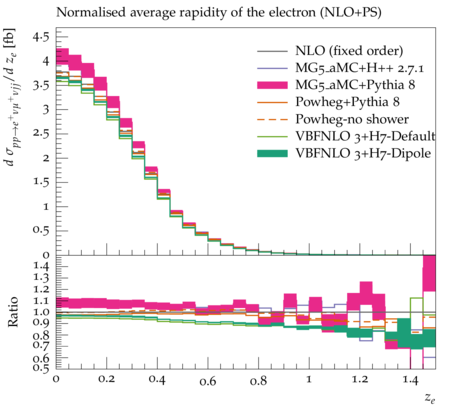 Normalised average rapidity of the electron (NLO+PS)
d σpp→e⁺νeμ⁺νμjj/d ze [fb]
4.5
4
3.5
3
2.5
2
1.5
1
0.5
0
NLO (fixed order)
MG5_aMC+H++ 2.7.1
MG5_aMC+Pythia 8
Powheg+Pythia 8
Powheg-no shower
VBFNLO 3+H7-Default
VBFNLO 3+H7-Dipole
Ratio
1.4
1.3
1.2
1.1
1.0
0.9
0.8
0.7
0.6
0.5
0 0.2 0.4 0.6 0.8 1 1.2 1.4
ze